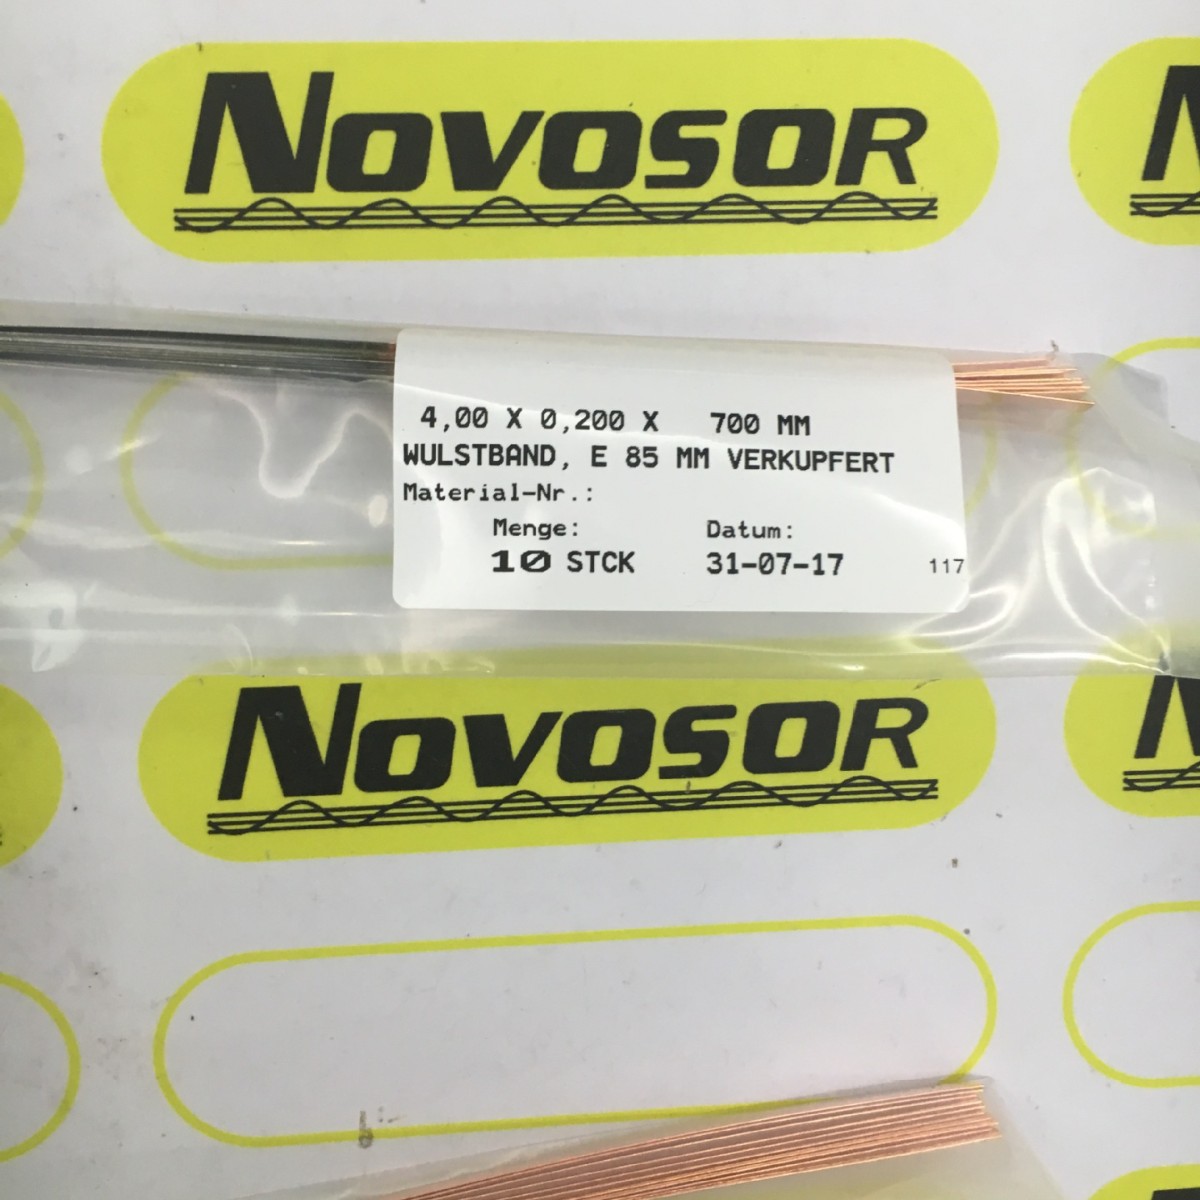 NOVOSOR
4,00 X 0,200 X 700 MM
WULSTBAND, E 85 MM VERKUPFERT
Material-Nr.:
Menge: Datum:
10 STCK 31-07-17 117
NOVOSOR